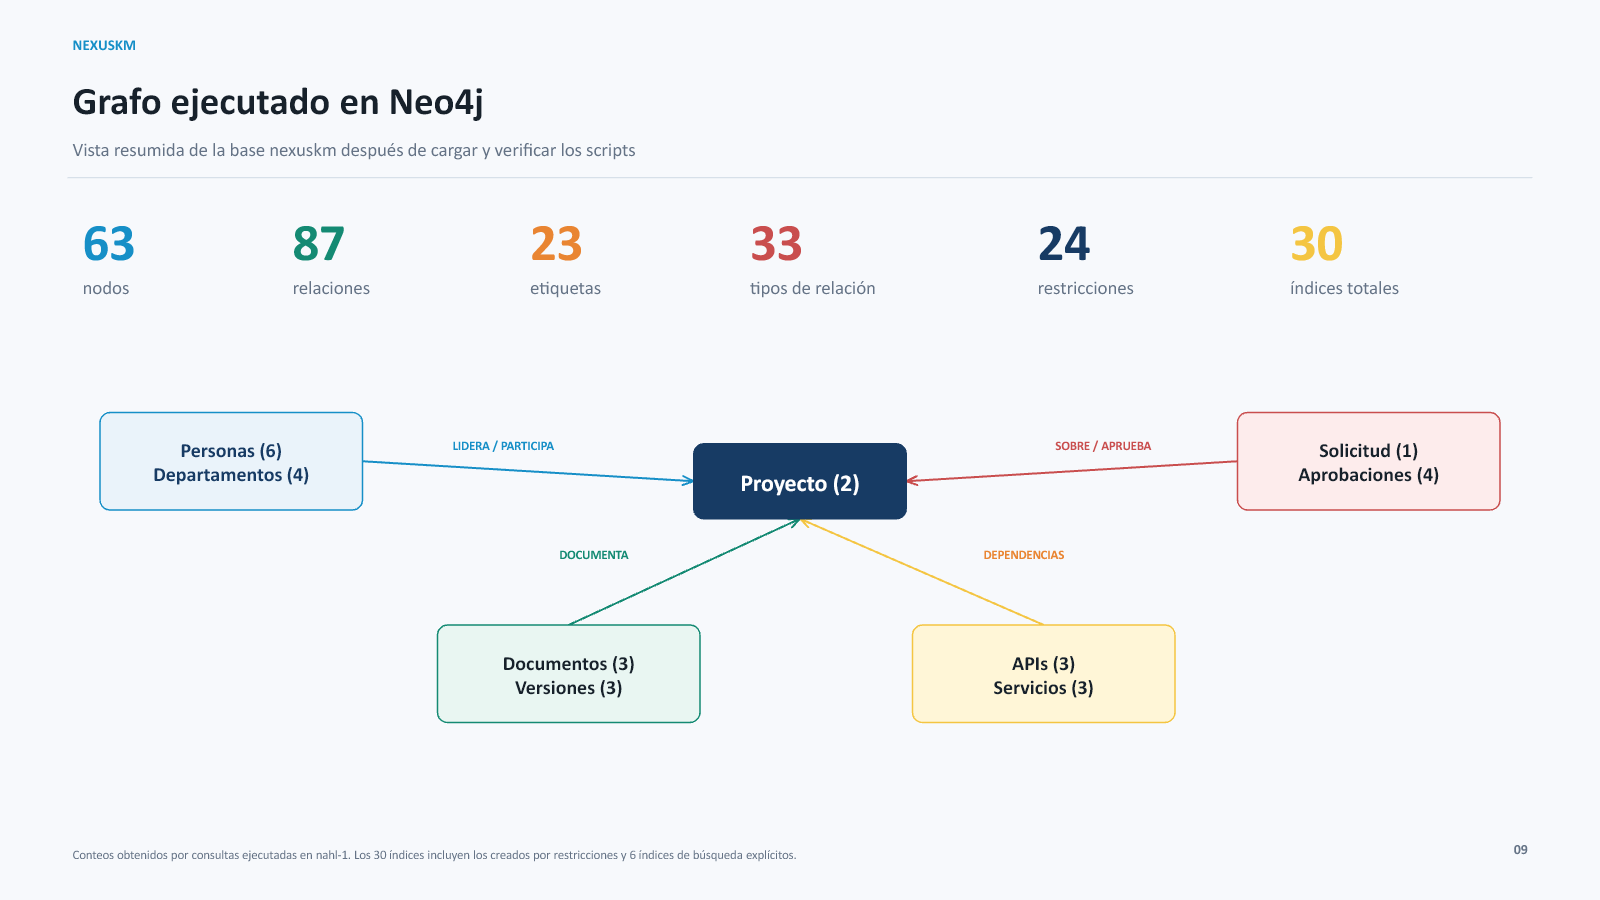 NEXUSKM
Grafo ejecutado en Neo4j
Vista resumida de la base nexuskm después de cargar y verificar los scripts
63
nodos
87
relaciones
23
etiquetas
33
tipos de relación
24
restricciones
30
índices totales
Personas (6)
Departamentos (4)
LIDERA / PARTICIPA
Proyecto (2)
SOBRE / APRUEBA
Solicitud (1)
Aprobaciones (4)
DOCUMENTA
DEPENDENCIAS
Documentos (3)
Versiones (3)
APIs (3)
Servicios (3)
Conteos obtenidos por consultas ejecutadas en nahl-1. Los 30 índices incluyen los creados por restricciones y 6 índices de búsqueda explícitos.
09